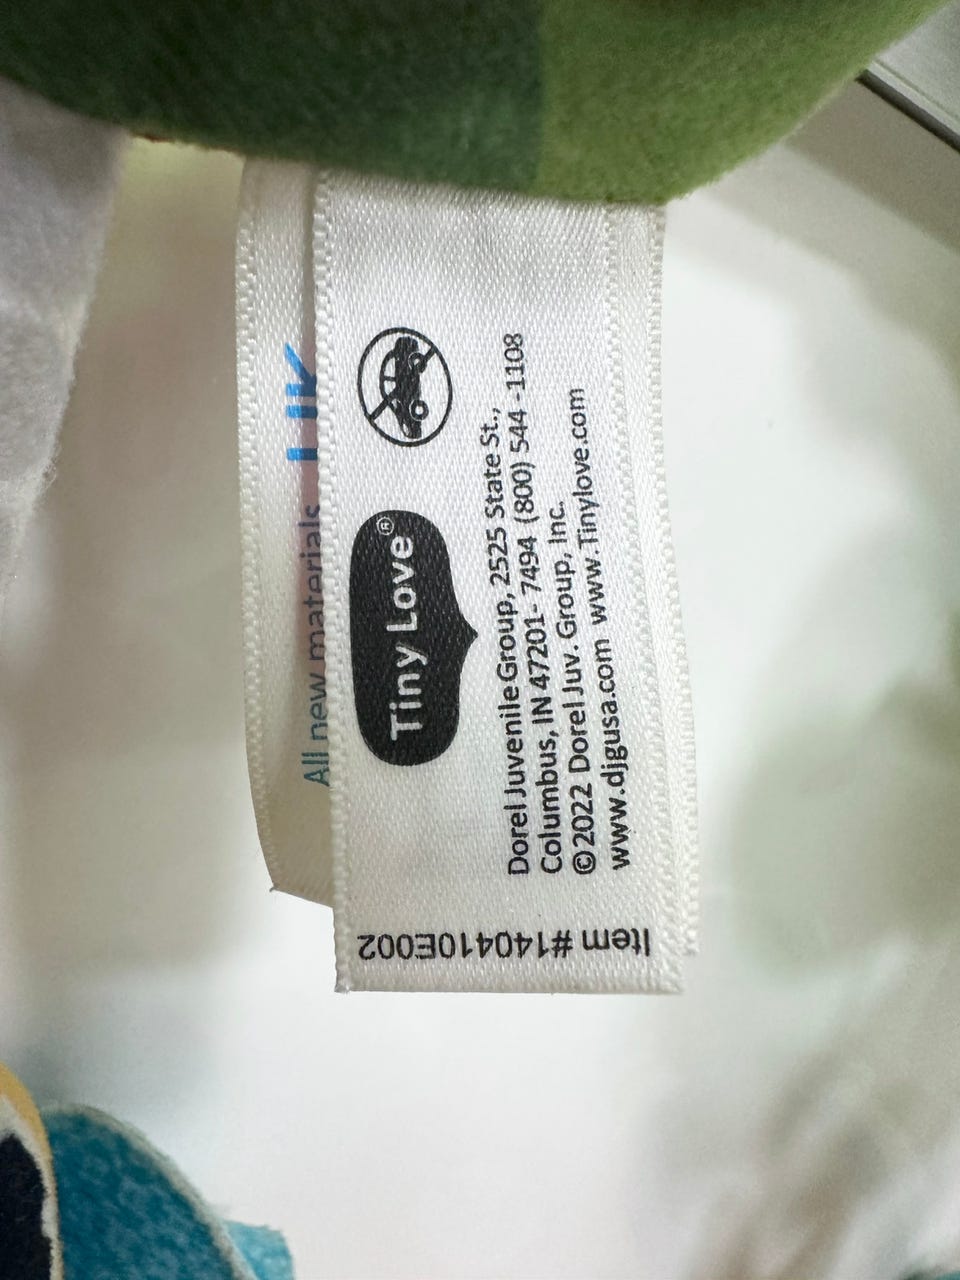 Tiny Love®
Dorel Juvenile Group, 2525 State St.,
Columbus, IN 47201- 7494 (800) 544 -1108
©2022 Dorel Juv. Group, Inc.
www.djgusa.com www.Tinylove.com
Item #140410E002
All new materials